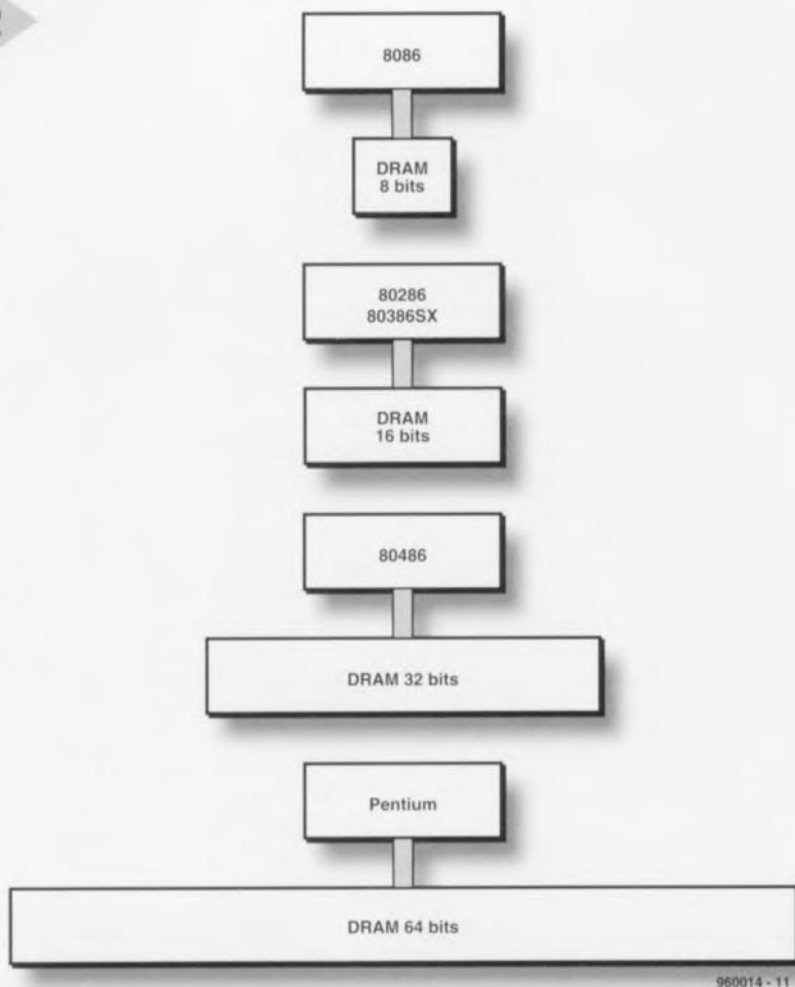 8086
DRAM
8 bits
80286
80386SX
DRAM
16 bits
80486
DRAM 32 bits
Pentium
DRAM 64 bits
960014 - 11